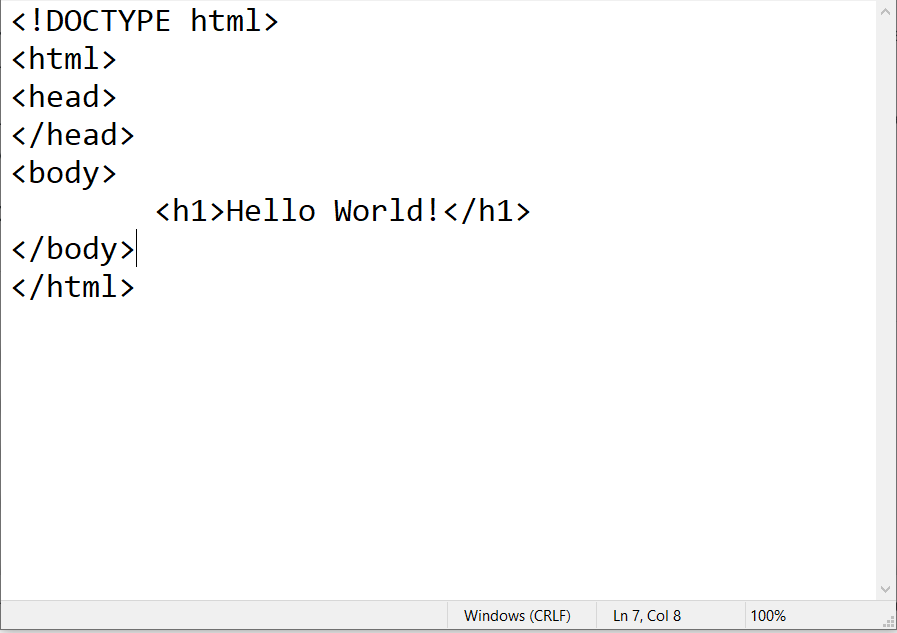 <!DOCTYPE html>
<html>
<head>
</head>
<body>
	<h1>Hello World!</h1>
</body>
</html>
Windows (CRLF) Ln 7, Col 8 100%